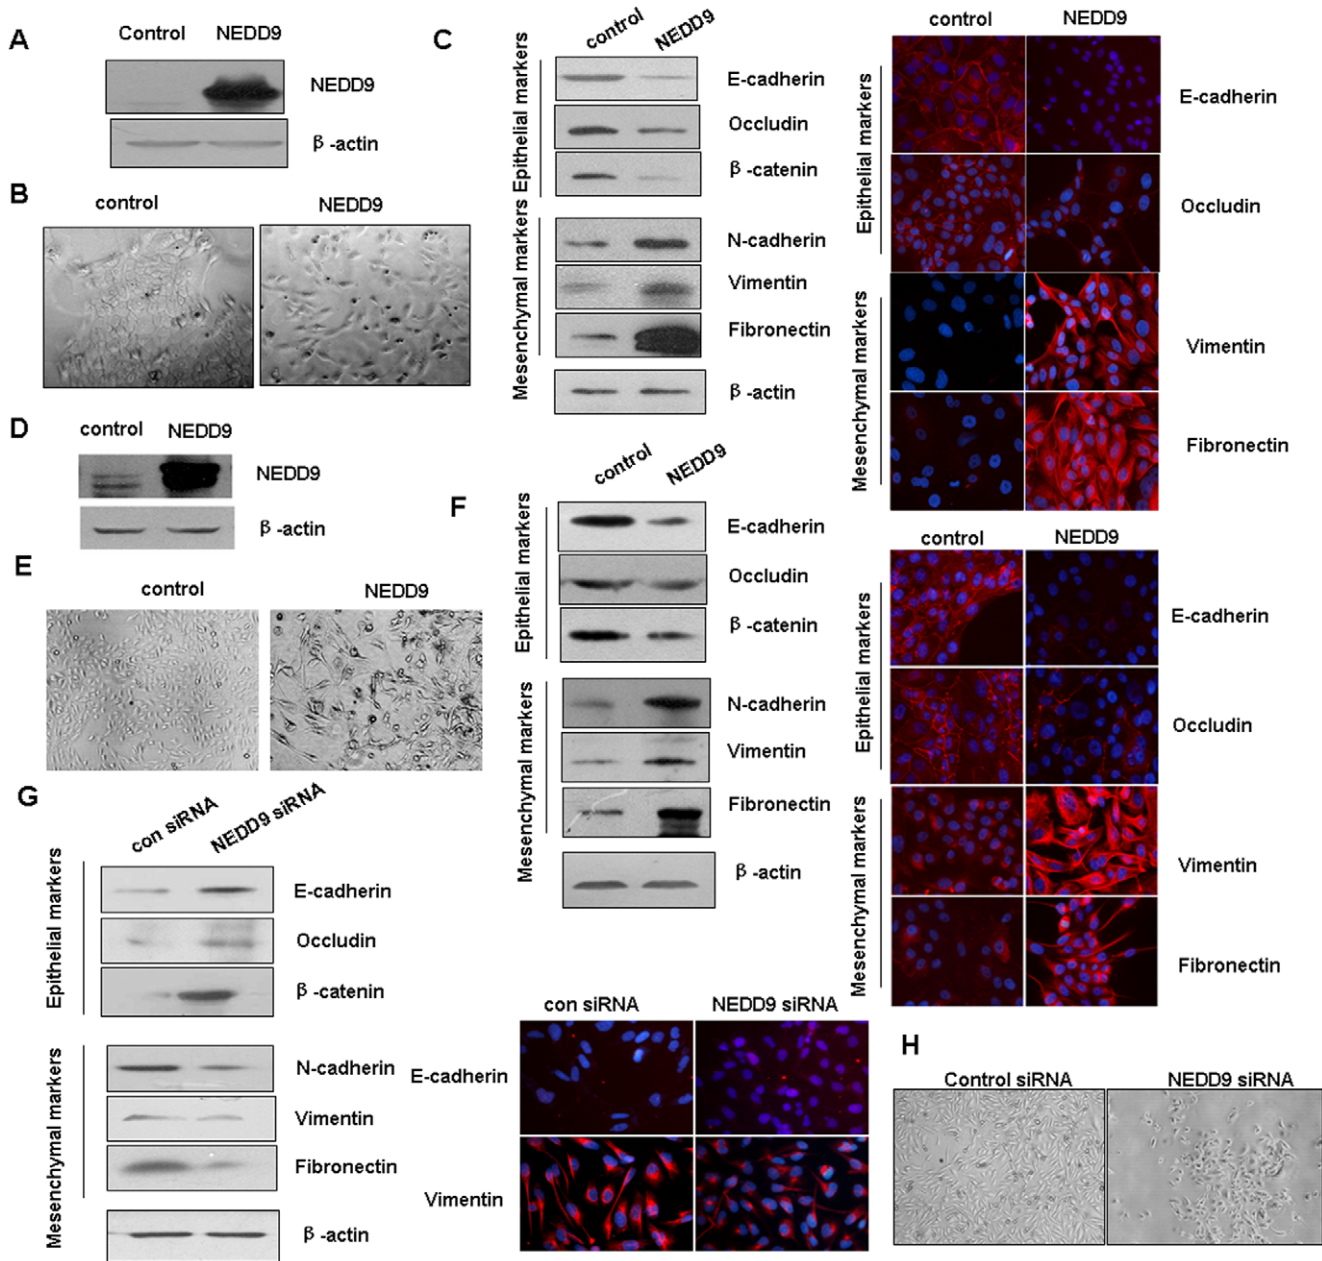 A
Control NEDD9
NEDD9
β-actin
B
control NEDD9
C
control NEDD9
Epithelial markers
E-cadherin
Occludin
β-catenin
Mesenchymal markers
N-cadherin
Vimentin
Fibronectin
β-actin
control NEDD9
Epithelial markers
E-cadherin
Occludin
Mesenchymal markers
Vimentin
Fibronectin
D
control NEDD9
NEDD9
β-actin
E
control NEDD9
F
control NEDD9
Epithelial markers
E-cadherin
Occludin
β-catenin
Mesenchymal markers
N-cadherin
Vimentin
Fibronectin
β-actin
control NEDD9
Epithelial markers
E-cadherin
Occludin
Mesenchymal markers
Vimentin
Fibronectin
G
con siRNA NEDD9 siRNA
Epithelial markers
E-cadherin
Occludin
β-catenin
Mesenchymal markers
N-cadherin
Vimentin
Fibronectin
β-actin
con siRNA NEDD9 siRNA
E-cadherin
Vimentin
H
Control siRNA NEDD9 siRNA